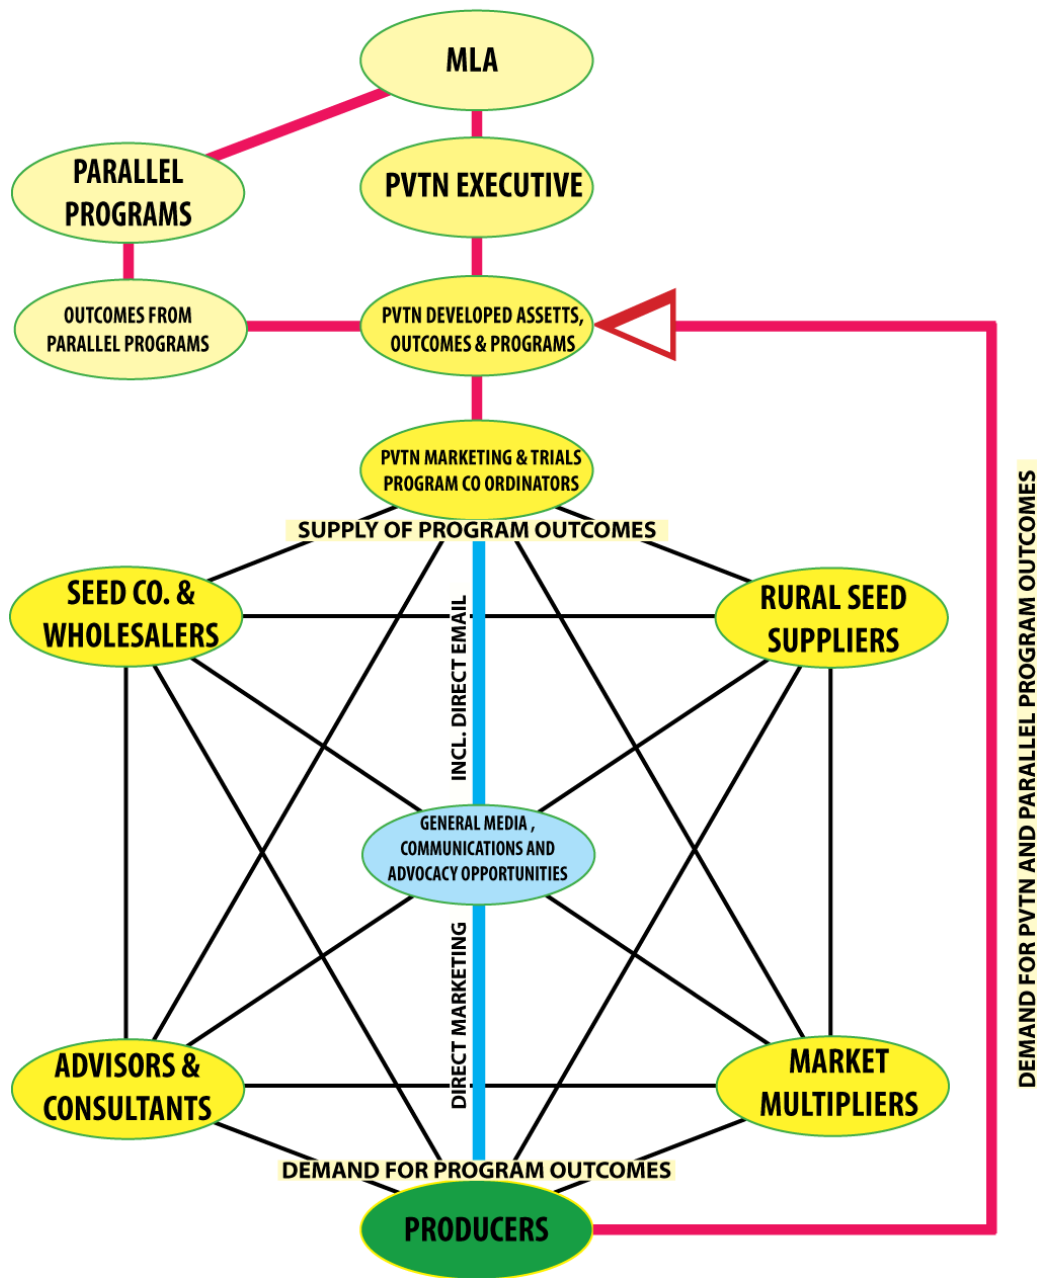 MLA
PARALLEL
PROGRAMS
PVTN EXECUTIVE
OUTCOMES FROM
PARALLEL PROGRAMS
PVTN DEVELOPED ASSETTS,
OUTCOMES & PROGRAMS
PVTN MARKETING & TRIALS
PROGRAM CO ORDINATORS
SUPPLY OF PROGRAM OUTCOMES
SEED CO. &
WHOLESALERS
RURAL SEED
SUPPLIERS
INCL. DIRECT EMAIL
GENERAL MEDIA ,
COMMUNICATIONS AND
ADVOCACY OPPORTUNITIES
DIRECT MARKETING
ADVISORS &
CONSULTANTS
MARKET
MULTIPLIERS
DEMAND FOR PROGRAM OUTCOMES
PRODUCERS
DEMAND FOR PVTN AND PARALLEL PROGRAM OUTCOMES